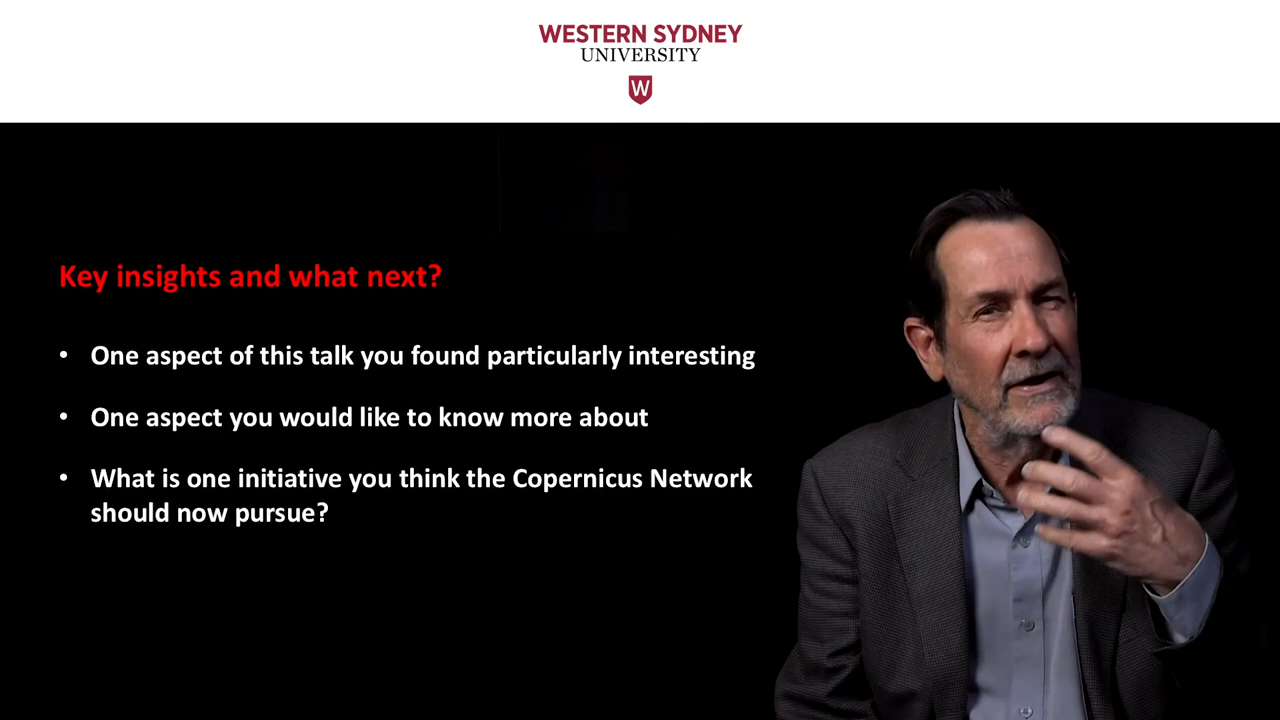 WESTERN SYDNEY
UNIVERSITY
W
Key insights and what next?
• One aspect of this talk you found particularly interesting
• One aspect you would like to know more about
• What is one initiative you think the Copernicus Network
should now pursue?